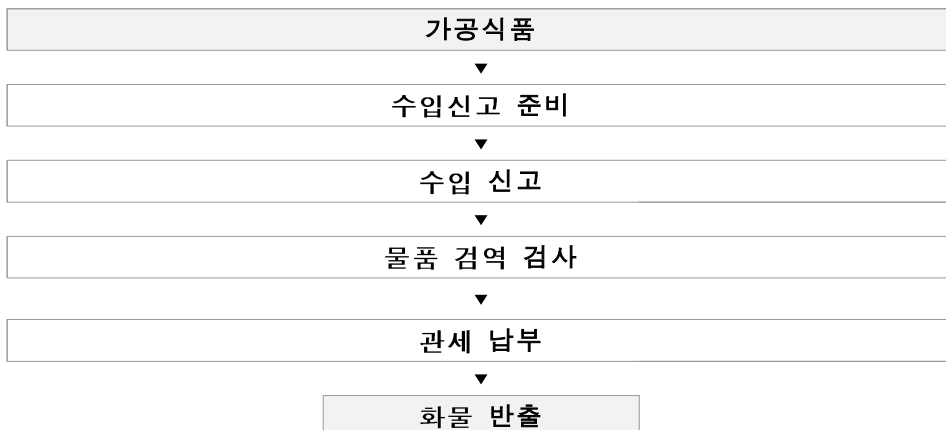 가공식품
▼
수입신고 준비
▼
수입 신고
▼
물품 검역 검사
▼
관세 납부
▼
화물 반출